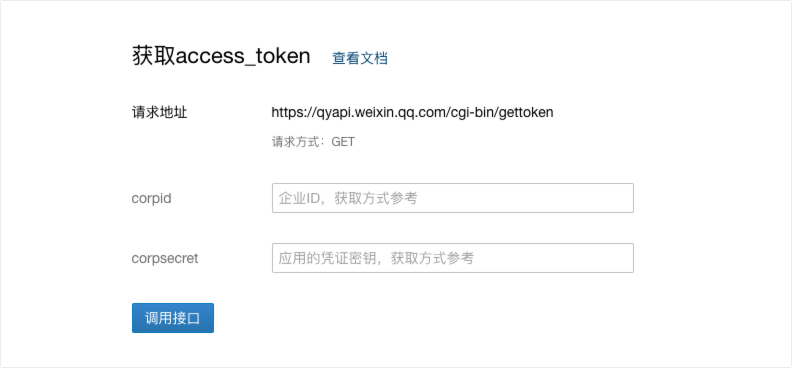 获取access_token 查看文档
请求地址 https://qyapi.weixin.qq.com/cgi-bin/gettoken
请求方式：GET
corpid 企业ID，获取方式参考
corpsecret 应用的凭证密钥，获取方式参考
调用接口